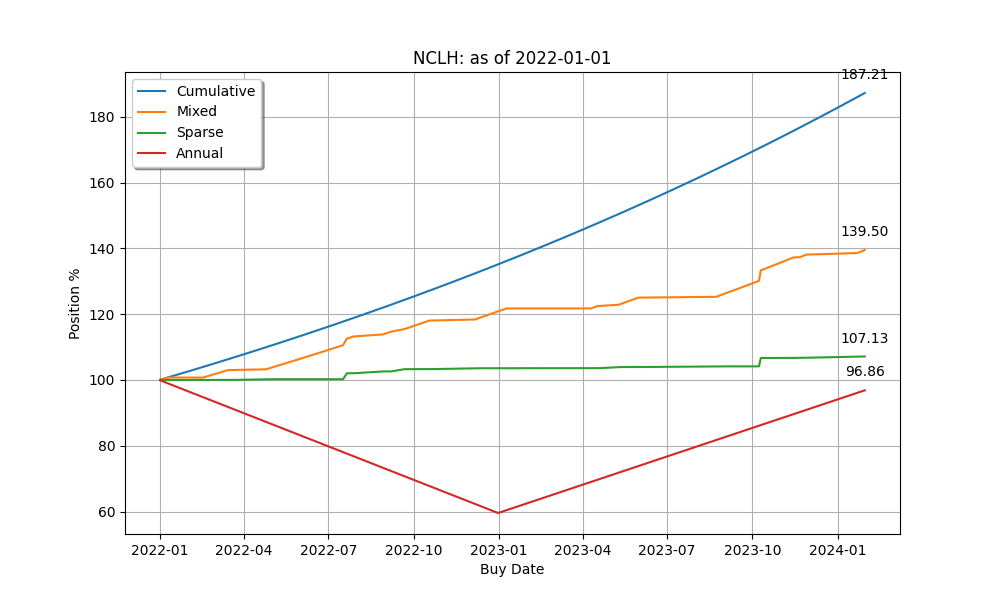 NCLH: as of 2022-01-01
187.21
Cumulative
Mixed
Sparse
Annual
180
160
140
120
100
80
60
139.50
107.13
96.86
Position %
2022-01
2022-04
2022-07
2022-10
2023-01
2023-04
2023-07
2023-10
2024-01
Buy Date